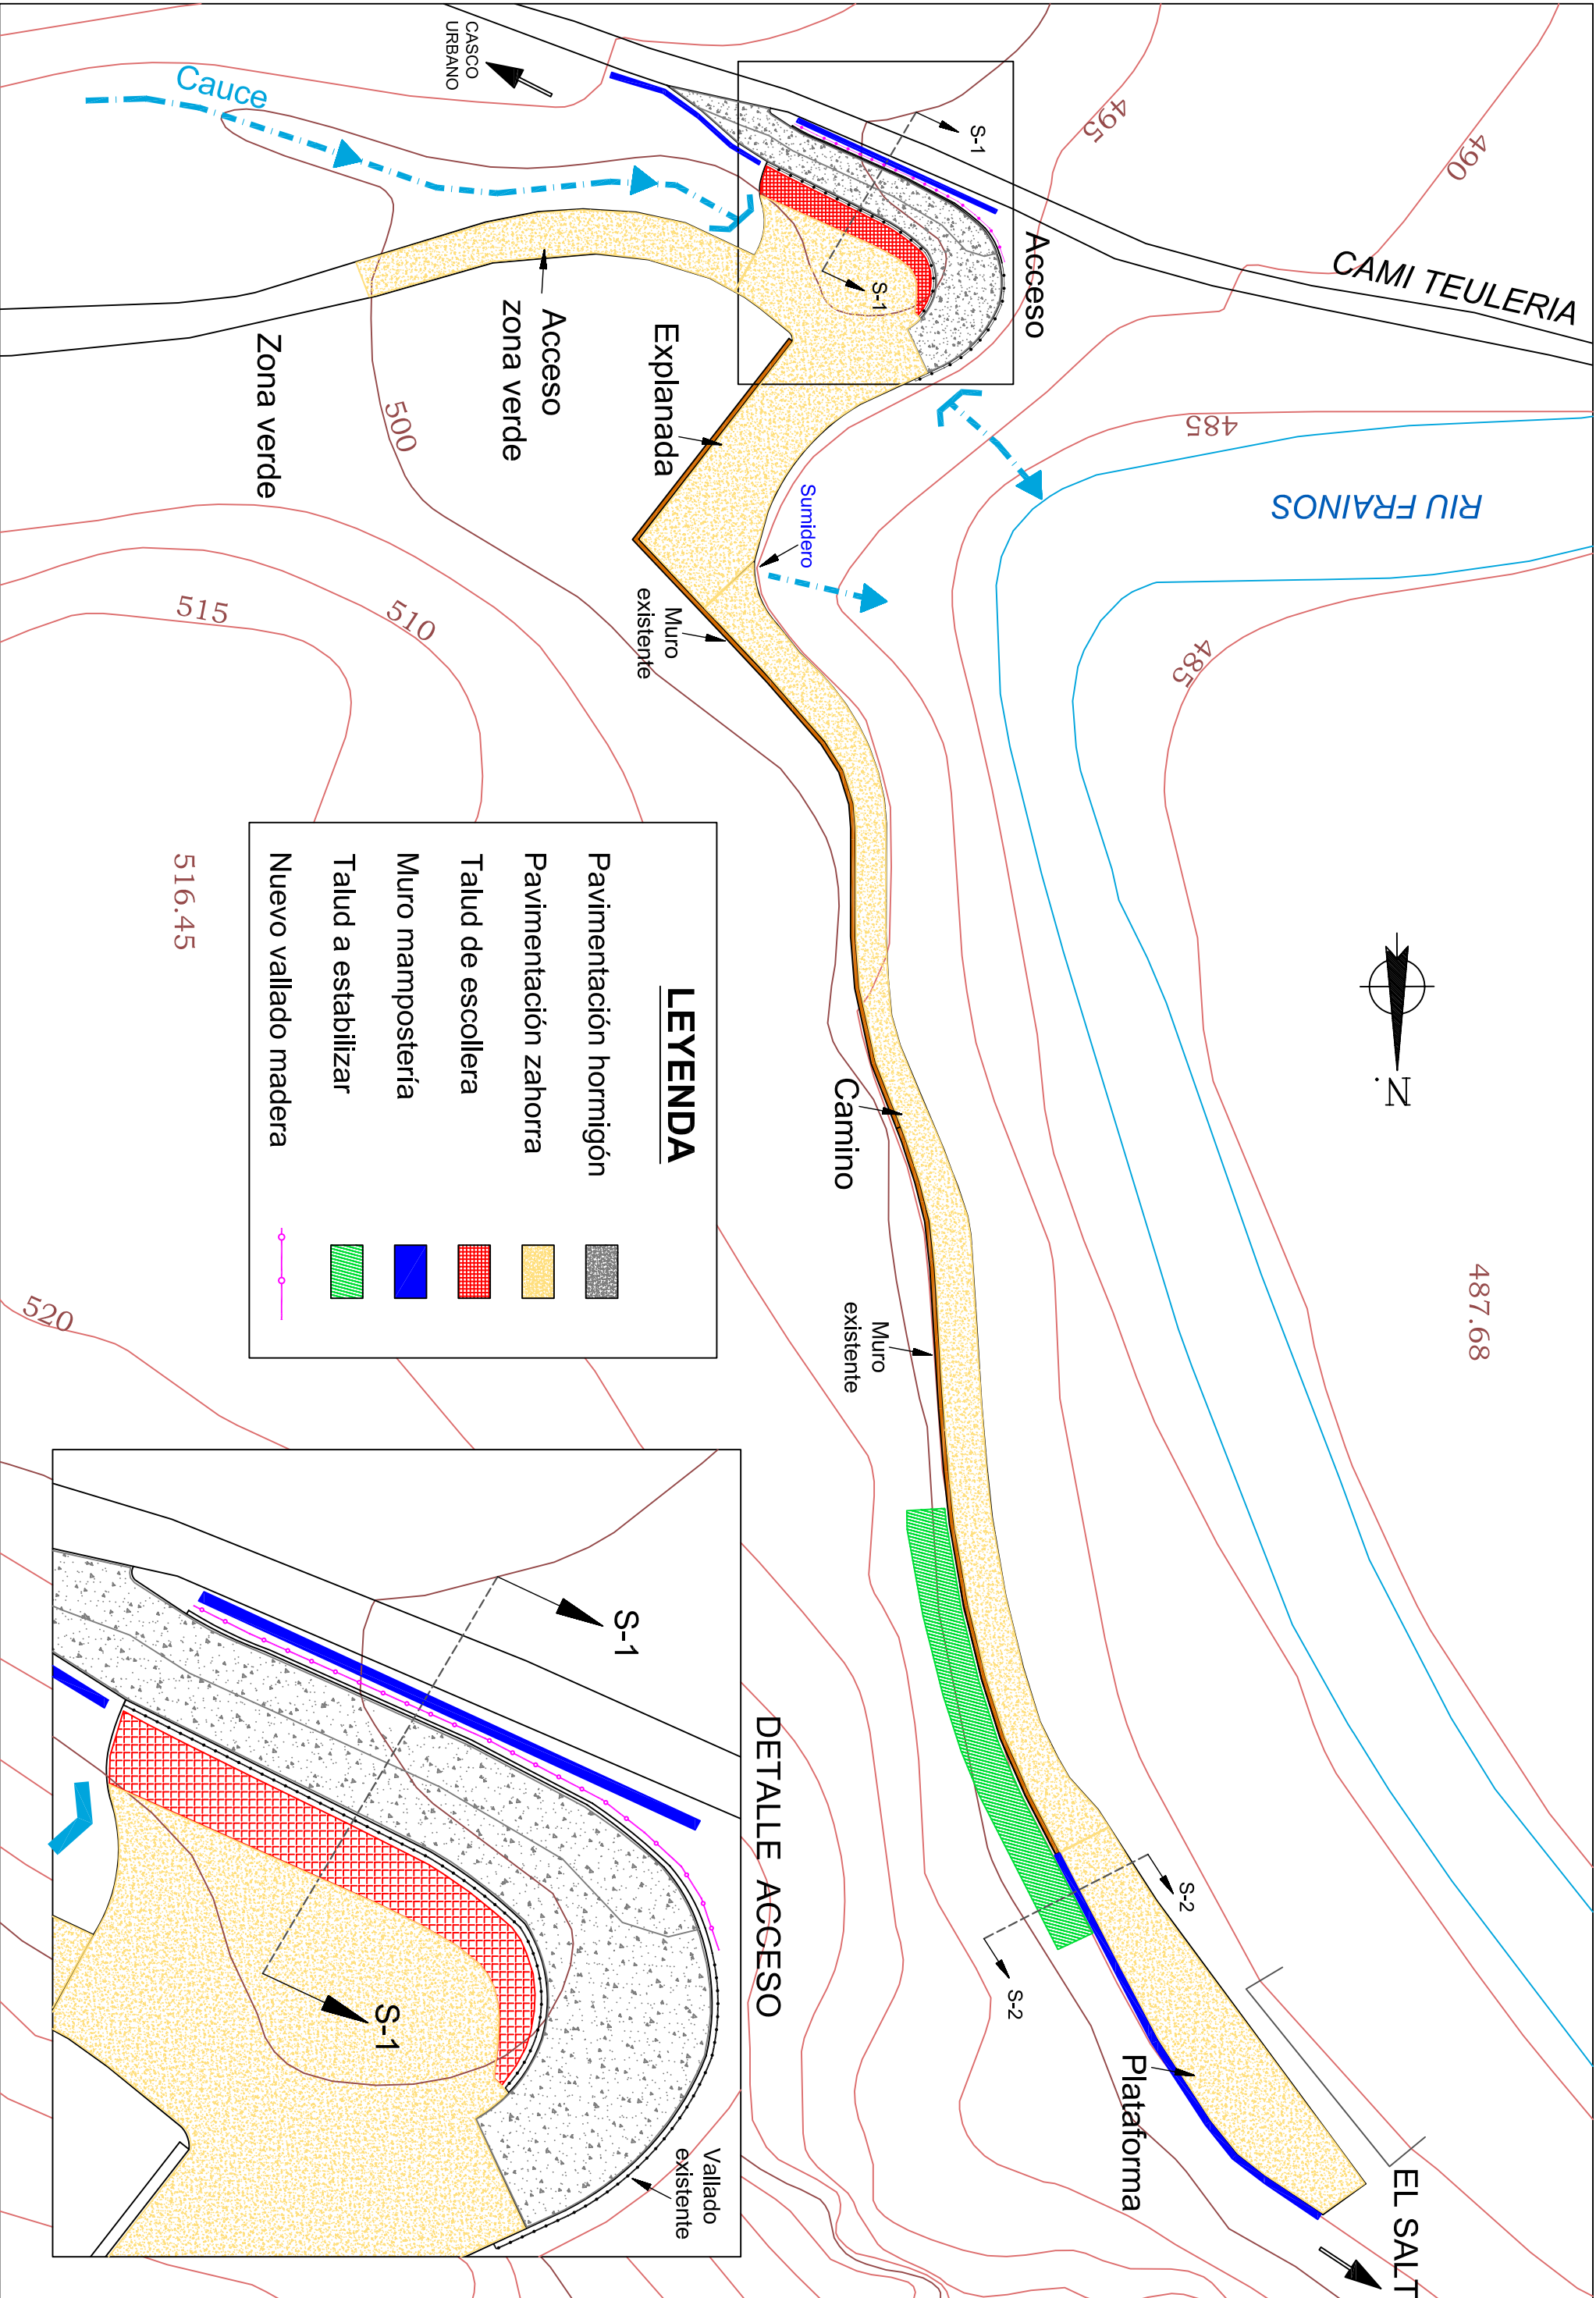 CASCO
URBANO
Cauce
S-1
S-1
Acceso
495
490
CAMI TEULERIA
Acceso
zona verde
Zona verde
Explanada
500
485
RIU FRAINOS
Sumidero
Muro
existente
485
515
510
516.45
N.
Camino
487.68
Muro
existente
520
LEYENDA
Pavimentación hormigón
Pavimentación zahorra
Talud de escollera
Muro mampostería
Talud a estabilizar
Nuevo vallado madera
S-2
S-2
Plataforma
EL SALT
DETALLE ACCESO
S-1
S-1
Vallado
existente